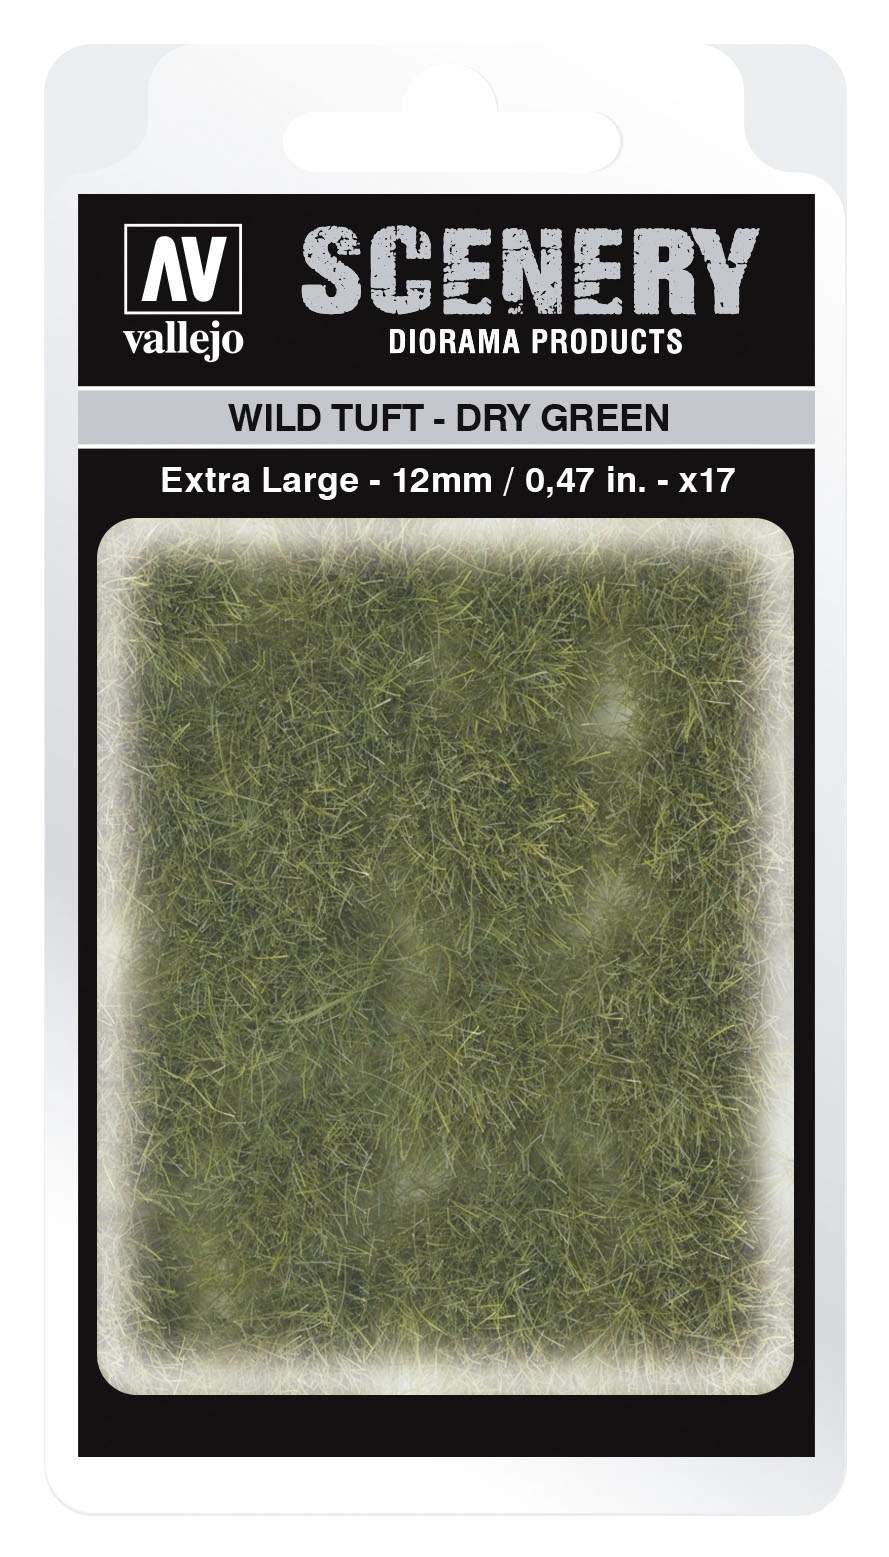 AV
vallejo
SCENERY
DIORAMA PRODUCTS
WILD TUFT - DRY GREEN
Extra Large - 12mm / 0,47 in. - x17